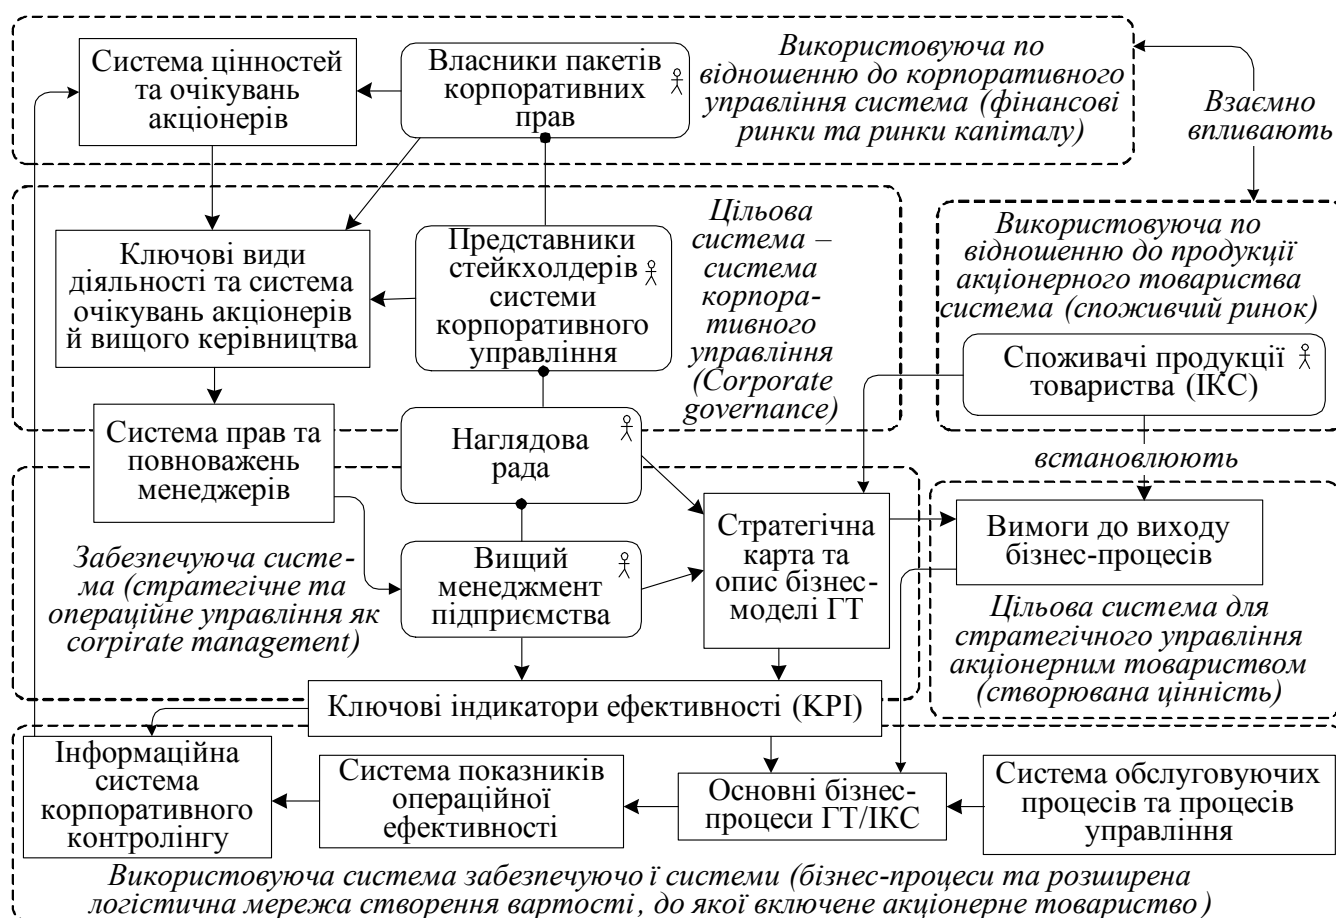 Система цінностей
та очікувань
акціонерів
Власники пакетів
корпоративних
прав
Використовуюча по
відношенню до корпоративного
управління система (фінансові
ринки та ринки капіталу)
Взаємно
впливають
Ключові види
діяльності та система
очікувань акціонерів
й вищого керівництва
Представники
стейкхолдерів
системи
корпоративного
управління
Цільова
система –
система
корпора-
тивного
управління
(Corporate
governance)
Використовуюча по
відношенню до продукції
акціонерного товариства
система (споживчий ринок)
Споживачі продукції
товариства (ІКС)
Система прав та
повноважень
менеджерів
Наглядова
рада
встановлюють
Забезпечуюча систе-
ма (стратегічне та
операційне управління як
corpirate management)
Вищий
менеджмент
підприємства
Стратегічна
карта та
опис бізнес-
моделі ГТ
Вимоги до виходу
бізнес-процесів
Цільова система для
стратегічного управління
акціонерним товариством
(створювана цінність)
Ключові індикатори ефективності (KPI)
Інформаційна
система
корпоративного
контролінгу
Система показників
операційної
ефективності
Основні бізнес-
процеси ГТ/ІКС
Система обслуговуючих
процесів та процесів
управління
Використовуюча система забезпечуючої системи (бізнес-процеси та розширена
логістична мережа створення вартості, до якої включене акціонерне товариство)